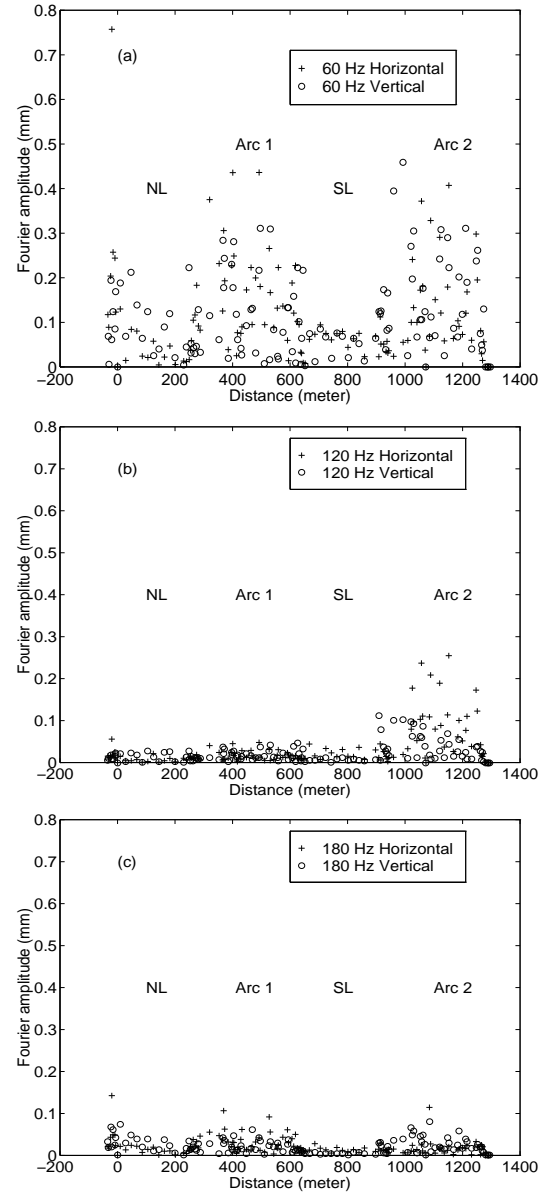 0.8
0.7
0.6
0.5
0.4
0.3
0.2
0.1
0
−200 0 200 400 600 800 1000 1200 1400
Fourier amplitude (mm)
Distance (meter)
(a)
+ 60 Hz Horizontal
o 60 Hz Vertical
Arc 1
Arc 2
NL
SL
0.8
0.7
0.6
0.5
0.4
0.3
0.2
0.1
0
−200 0 200 400 600 800 1000 1200 1400
Fourier amplitude (mm)
Distance (meter)
(b)
+ 120 Hz Horizontal
o 120 Hz Vertical
NL Arc 1 SL Arc 2
0.8
0.7
0.6
0.5
0.4
0.3
0.2
0.1
0
−200 0 200 400 600 800 1000 1200 1400
Fourier amplitude (mm)
Distance (meter)
(c)
+ 180 Hz Horizontal
o 180 Hz Vertical
NL Arc 1 SL Arc 2